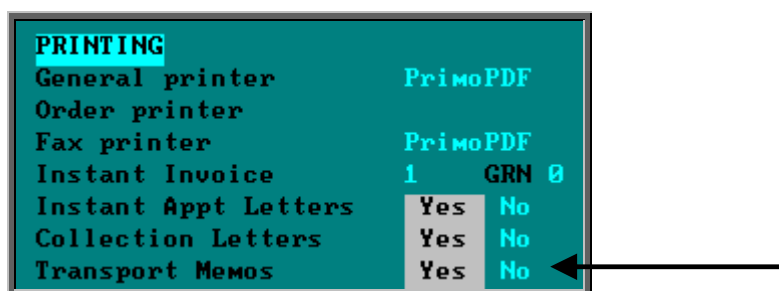 PRINTING
General printer PrimoPDF
Order printer
Fax printer PrimoPDF
Instant Invoice 1 GRN 0
Instant Appt Letters Yes No
Collection Letters Yes No
Transport Memos Yes No